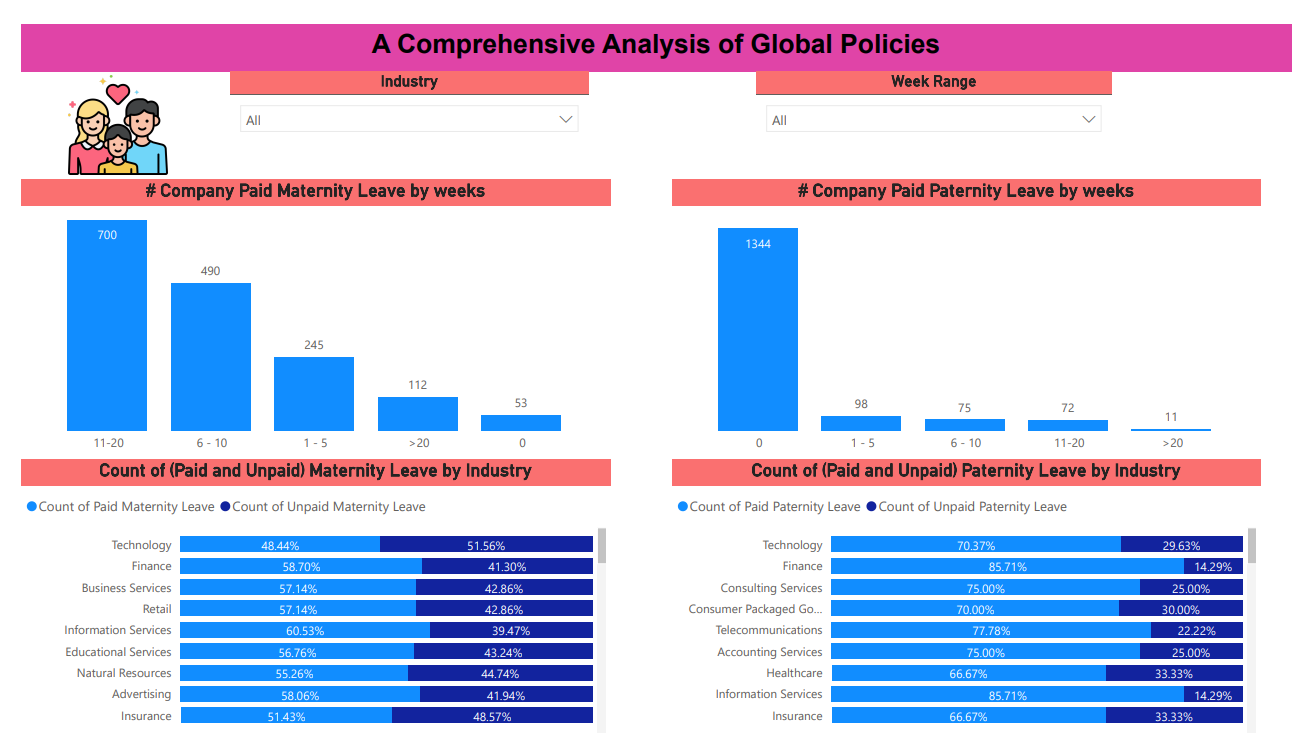 A Comprehensive Analysis of Global Policies
Industry
All
Week Range
All
# Company Paid Maternity Leave by weeks
700
490
245
112
53
11-20
6 - 10
1 - 5
>20
0
# Company Paid Paternity Leave by weeks
1344
98
75
72
11
0
1 - 5
6 - 10
11-20
>20
Count of (Paid and Unpaid) Maternity Leave by Industry
Count of Paid Maternity Leave Count of Unpaid Maternity Leave
Technology 48.44% 51.56%
Finance 58.70% 41.30%
Business Services 57.14% 42.86%
Retail 57.14% 42.86%
Information Services 60.53% 39.47%
Educational Services 56.76% 43.24%
Natural Resources 55.26% 44.74%
Advertising 58.06% 41.94%
Insurance 51.43% 48.57%
Count of (Paid and Unpaid) Paternity Leave by Industry
Count of Paid Paternity Leave Count of Unpaid Paternity Leave
Technology 70.37% 29.63%
Finance 85.71% 14.29%
Consulting Services 75.00% 25.00%
Consumer Packaged Go... 70.00% 30.00%
Telecommunications 77.78% 22.22%
Accounting Services 75.00% 25.00%
Healthcare 66.67% 33.33%
Information Services 85.71% 14.29%
Insurance 66.67% 33.33%